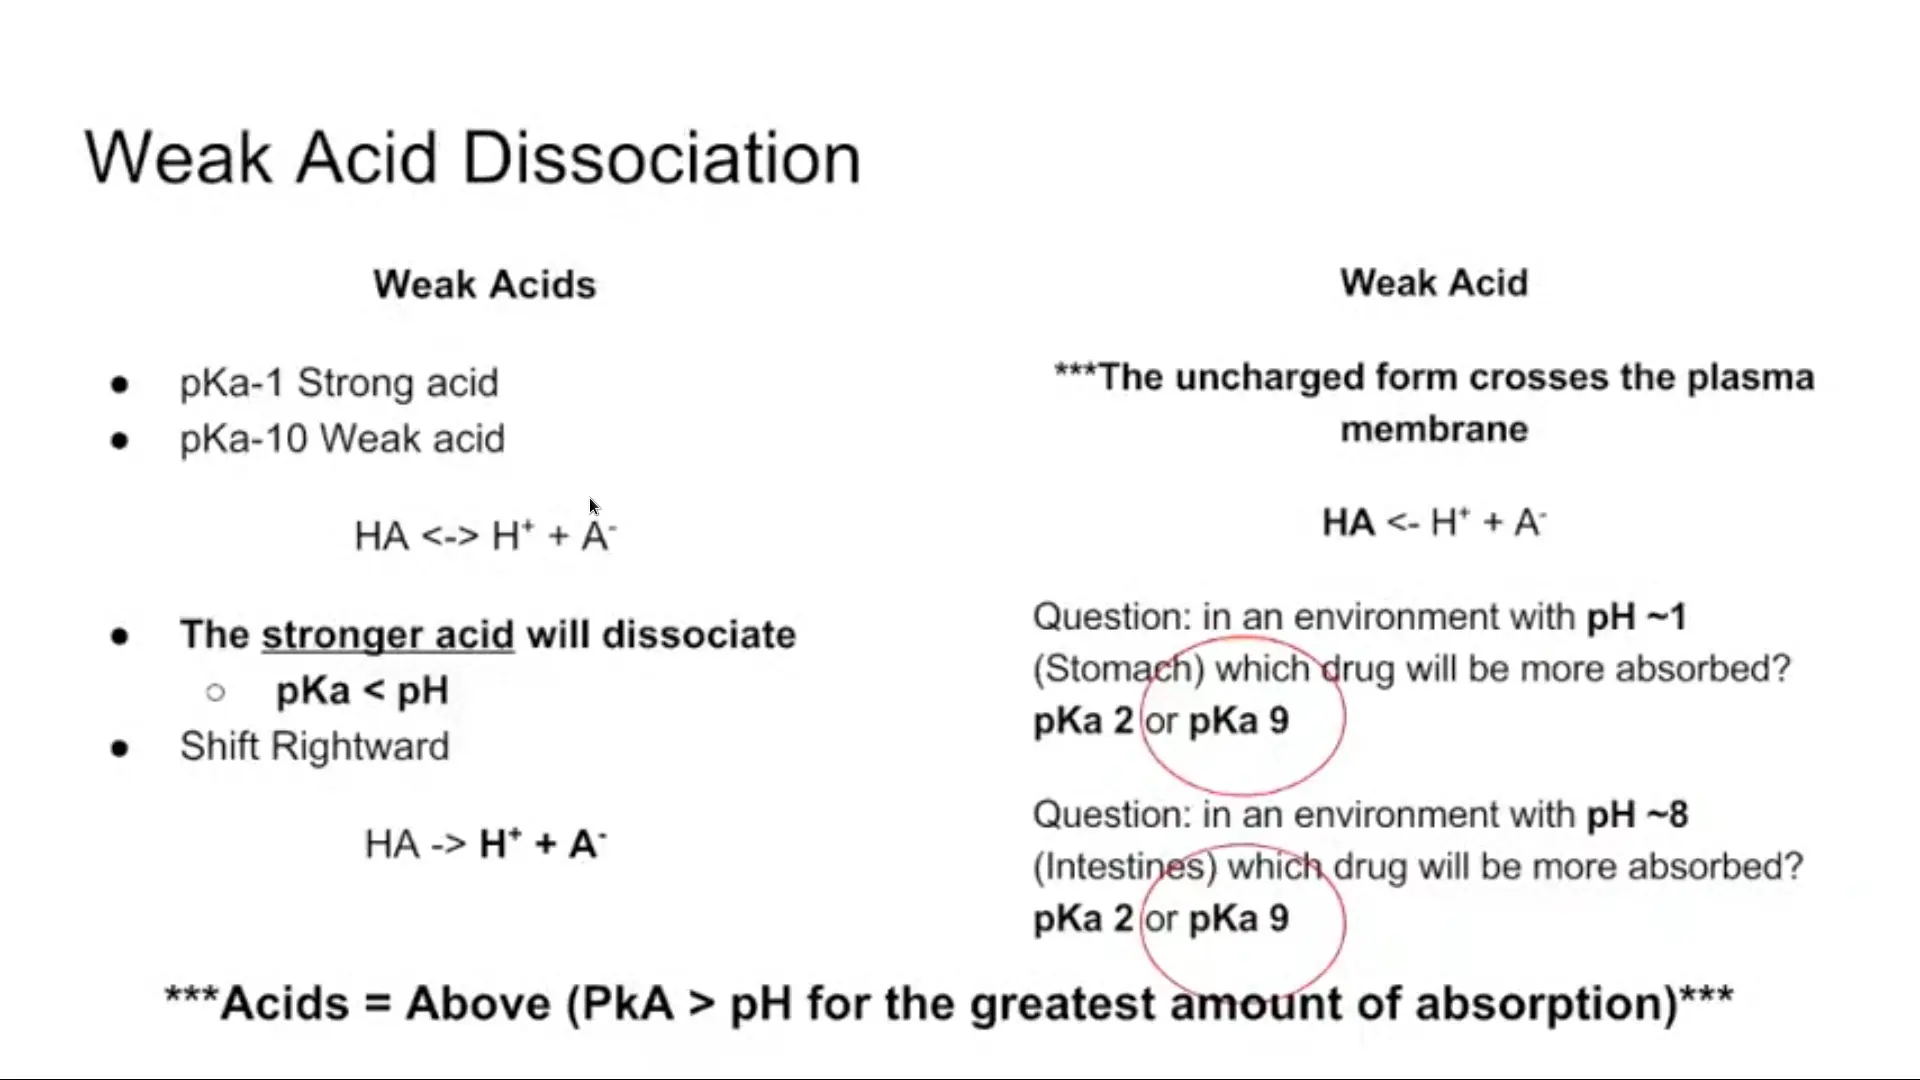 Weak Acid Dissociation
Weak Acids
● pKa-1 Strong acid
● pKa-10 Weak acid
HA <-> H⁺ + A⁻
● The stronger acid will dissociate
○ pKa < pH
● Shift Rightward
HA -> H⁺ + A⁻
Weak Acid
***The uncharged form crosses the plasma
membrane
HA <- H⁺ + A⁻
Question: in an environment with pH ~1
(Stomach) which drug will be more absorbed?
pKa 2 or pKa 9
Question: in an environment with pH ~8
(Intestines) which drug will be more absorbed?
pKa 2 or pKa 9
***Acids = Above (PkA > pH for the greatest amount of absorption)***